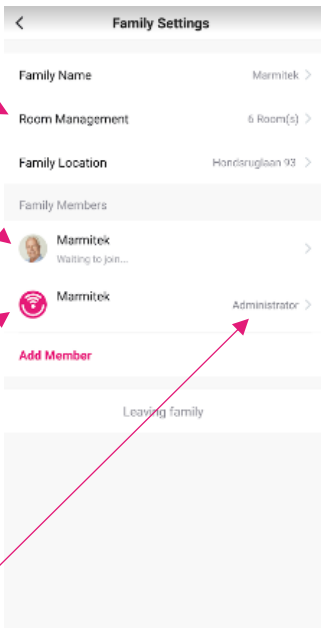 Family Settings
Family Name Marmitek
Room Management 6 Room(s)
Family Location Hondsruglaan 93
Family Members
Marmitek
Waiting to join...
Marmitek
Administrator
Add Member
Leaving family